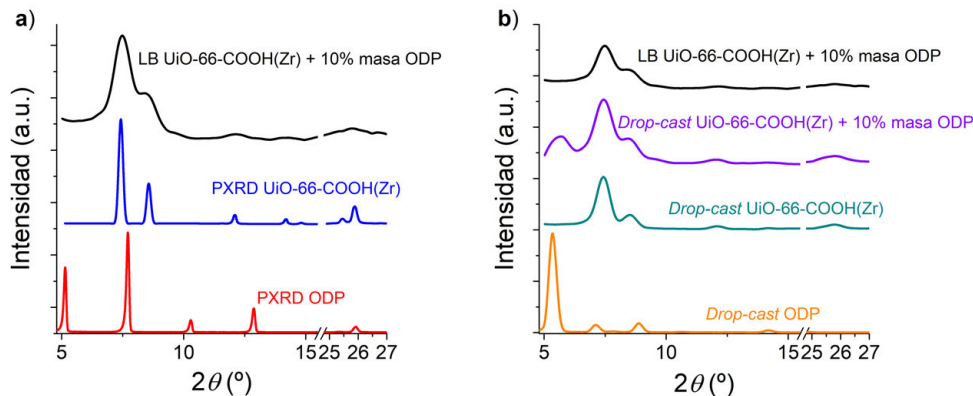 a)
Intensidad (a.u.)
LB UiO-66-COOH(Zr) + 10% masa ODP
PXRD UiO-66-COOH(Zr)
PXRD ODP
5 10 15 25 26 27
2θ (º)
b)
Intensidad (a.u.)
LB UiO-66-COOH(Zr) + 10% masa ODP
Drop-cast UiO-66-COOH(Zr) + 10% masa ODP
Drop-cast UiO-66-COOH(Zr)
Drop-cast ODP
5 10 15 25 26 27
2θ (º)